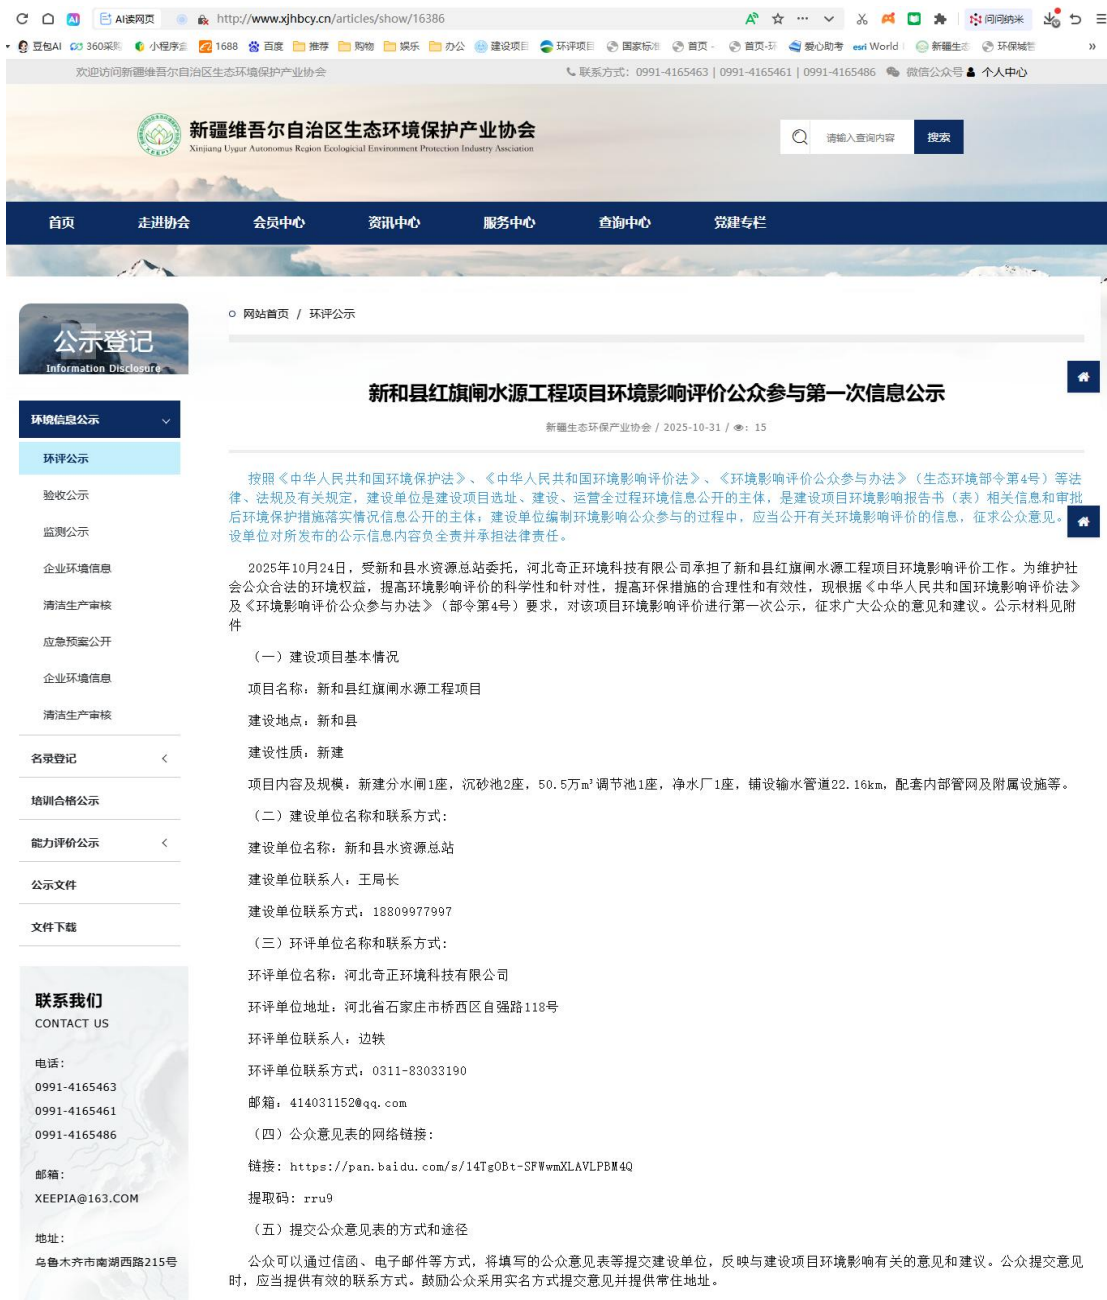 AI读网页
http://www.xjhbcy.cn/articles/show/16386
问问纳米
豆包AI 360采购 小程序 1688 百度 推荐 购物 娱乐 办公 建设项目 环评项目 国家标准 首页 - 首页-环 爱心助考 esri World 新疆生态 环保城管 »
欢迎访问新疆维吾尔自治区生态环境保护产业协会
联系方式：0991-4165463 | 0991-4165461 | 0991-4165486 微信公众号 个人中心
新疆维吾尔自治区生态环境保护产业协会
Xinjiang Uygur Autonomus Region Ecologicial Environment Protection Industry Assciation
XEEPIA
请输入查询内容 搜索
首页 走进协会 会员中心 资讯中心 服务中心 查询中心 党建专栏
公示登记
Information Disclosure
环境信息公示
环评公示
验收公示
监测公示
企业环境信息
清洁生产审核
应急预案公开
企业环境信息
清洁生产审核
名录登记
培训合格公示
能力评价公示
公示文件
文件下载
联系我们
CONTACT US
电话：
0991-4165463
0991-4165461
0991-4165486
邮箱：
XEEPIA@163.COM
地址：
乌鲁木齐市南湖西路215号
网站首页 / 环评公示
新和县红旗闸水源工程项目环境影响评价公众参与第一次信息公示
新疆生态环保产业协会 / 2025-10-31 / : 15
按照《中华人民共和国环境保护法》、《中华人民共和国环境影响评价法》、《环境影响评价公众参与办法》（生态环境部令第4号）等法
律、法规及有关规定，建设单位是建设项目选址、建设、运营全过程环境信息公开的主体，是建设项目环境影响报告书（表）相关信息和审批
后环境保护措施落实情况信息公开的主体；建设单位编制环境影响公众参与的过程中，应当公开有关环境影响评价的信息，征求公众意见。
设单位对所发布的公示信息内容负全责并承担法律责任。
2025年10月24日，受新和县水资源总站委托，河北奇正环境科技有限公司承担了新和县红旗闸水源工程项目环境影响评价工作。为维护社
会公众合法的环境权益，提高环境影响评价的科学性和针对性，提高环保措施的合理性和有效性，现根据《中华人民共和国环境影响评价法》
及《环境影响评价公众参与办法》（部令第4号）要求，对该项目环境影响评价进行第一次公示，征求广大公众的意见和建议。公示材料见附
件
（一）建设项目基本情况
项目名称：新和县红旗闸水源工程项目
建设地点：新和县
建设性质：新建
项目内容及规模：新建分水闸1座，沉砂池2座，50.5万m³调节池1座，净水厂1座，铺设输水管道22.16km，配套内部管网及附属设施等。
（二）建设单位名称和联系方式：
建设单位名称：新和县水资源总站
建设单位联系人：王局长
建设单位联系方式：18809977997
（三）环评单位名称和联系方式：
环评单位名称：河北奇正环境科技有限公司
环评单位地址：河北省石家庄市桥西区自强路118号
环评单位联系人：边轶
环评单位联系方式：0311-83033190
邮箱：414031152@qq.com
（四）公众意见表的网络链接：
链接：https://pan.baidu.com/s/14TgOBt-SFWwmXLAVLPBM4Q
提取码：rru9
（五）提交公众意见表的方式和途径
公众可以通过信函、电子邮件等方式，将填写的公众意见表等提交建设单位，反映与建设项目环境影响有关的意见和建议。公众提交意见
时，应当提供有效的联系方式。鼓励公众采用实名方式提交意见并提供常住地址。